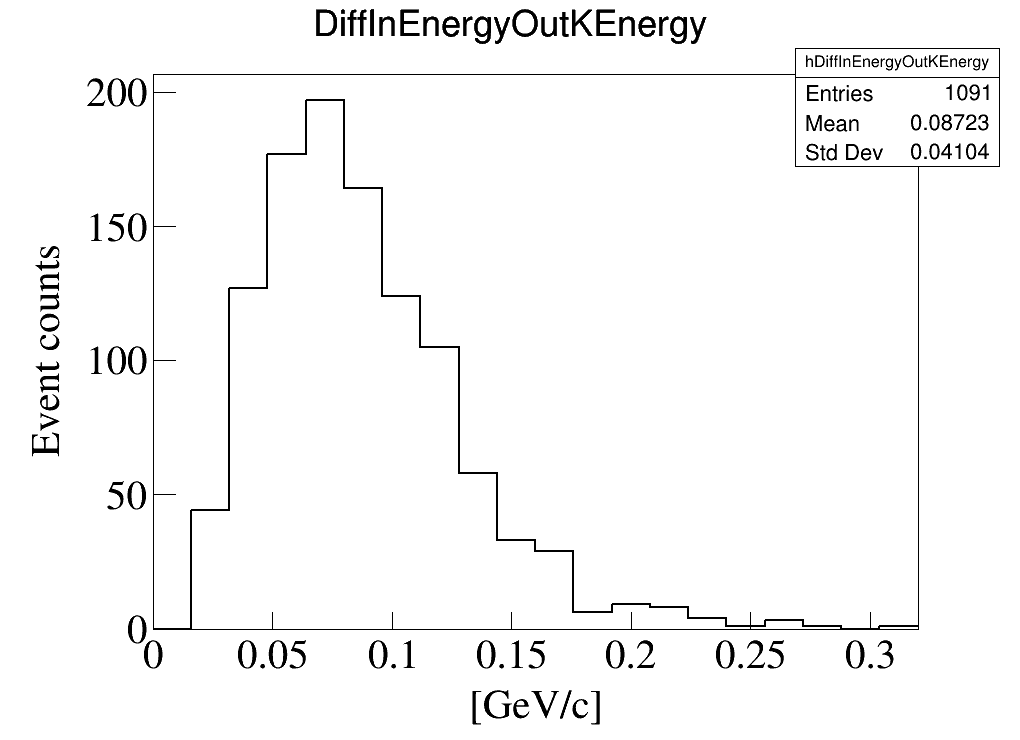 DiffInEnergyOutKEnergy
hDiffInEnergyOutKEnergy
Entries 1091
Mean 0.08723
Std Dev 0.04104
200
150
100
50
0
Event counts
0 0.05 0.1 0.15 0.2 0.25 0.3
[GeV/c]